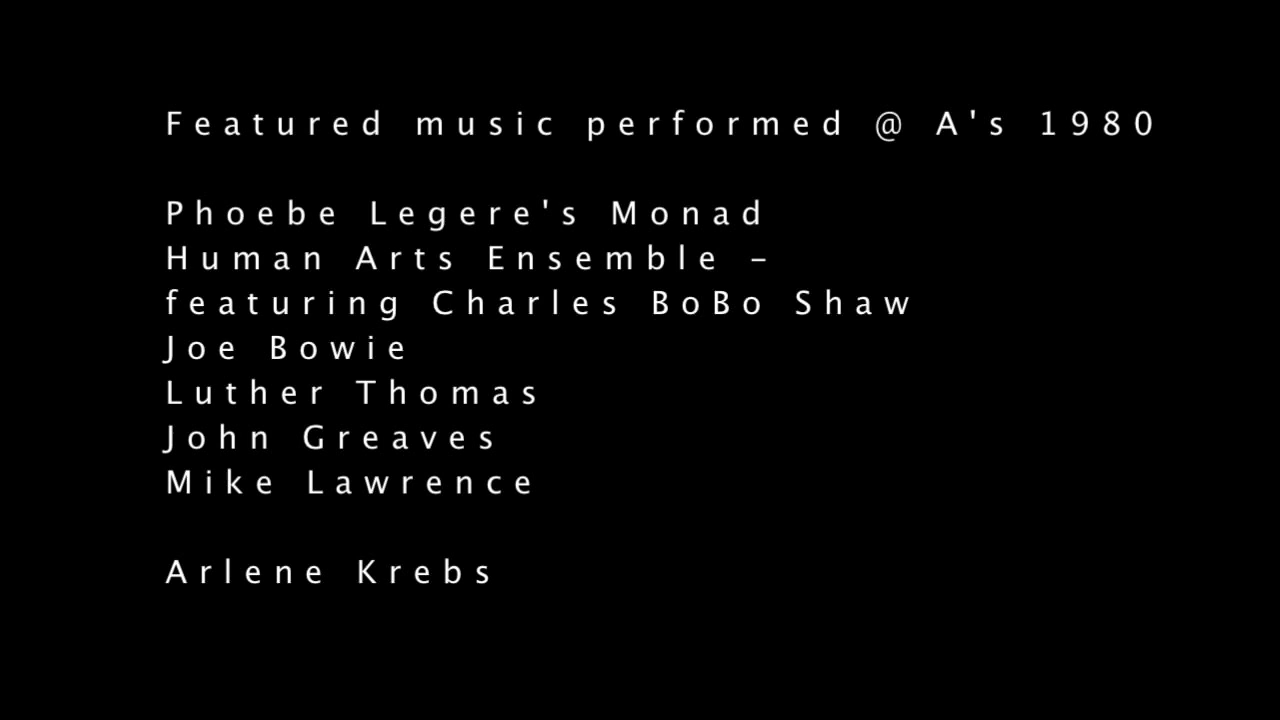 Featured music performed @ A's 1980
Phoebe Legere's Monad
Human Arts Ensemble –
featuring Charles BoBo Shaw
Joe Bowie
Luther Thomas
John Greaves
Mike Lawrence
Arlene Krebs